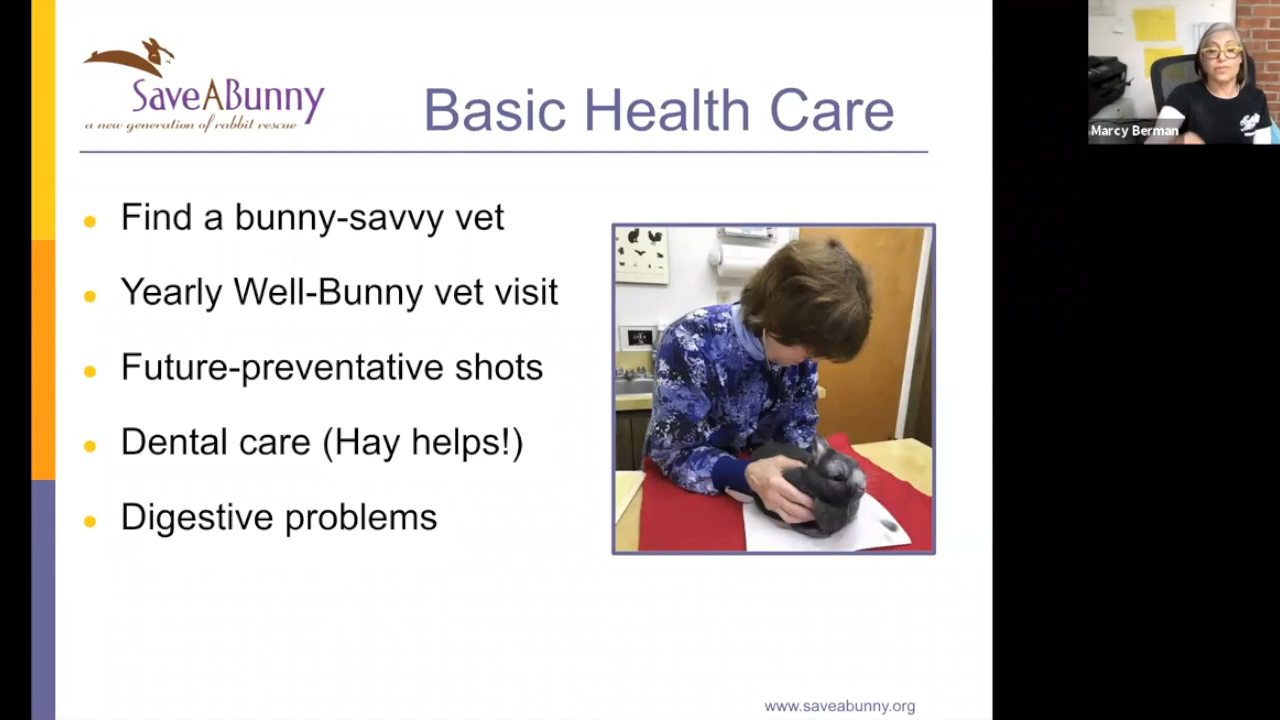 SaveABunny
a new generation of rabbit rescue
Basic Health Care
Marcy Berman
Find a bunny-savvy vet
Yearly Well-Bunny vet visit
Future-preventative shots
Dental care (Hay helps!)
Digestive problems
www.saveabunny.org